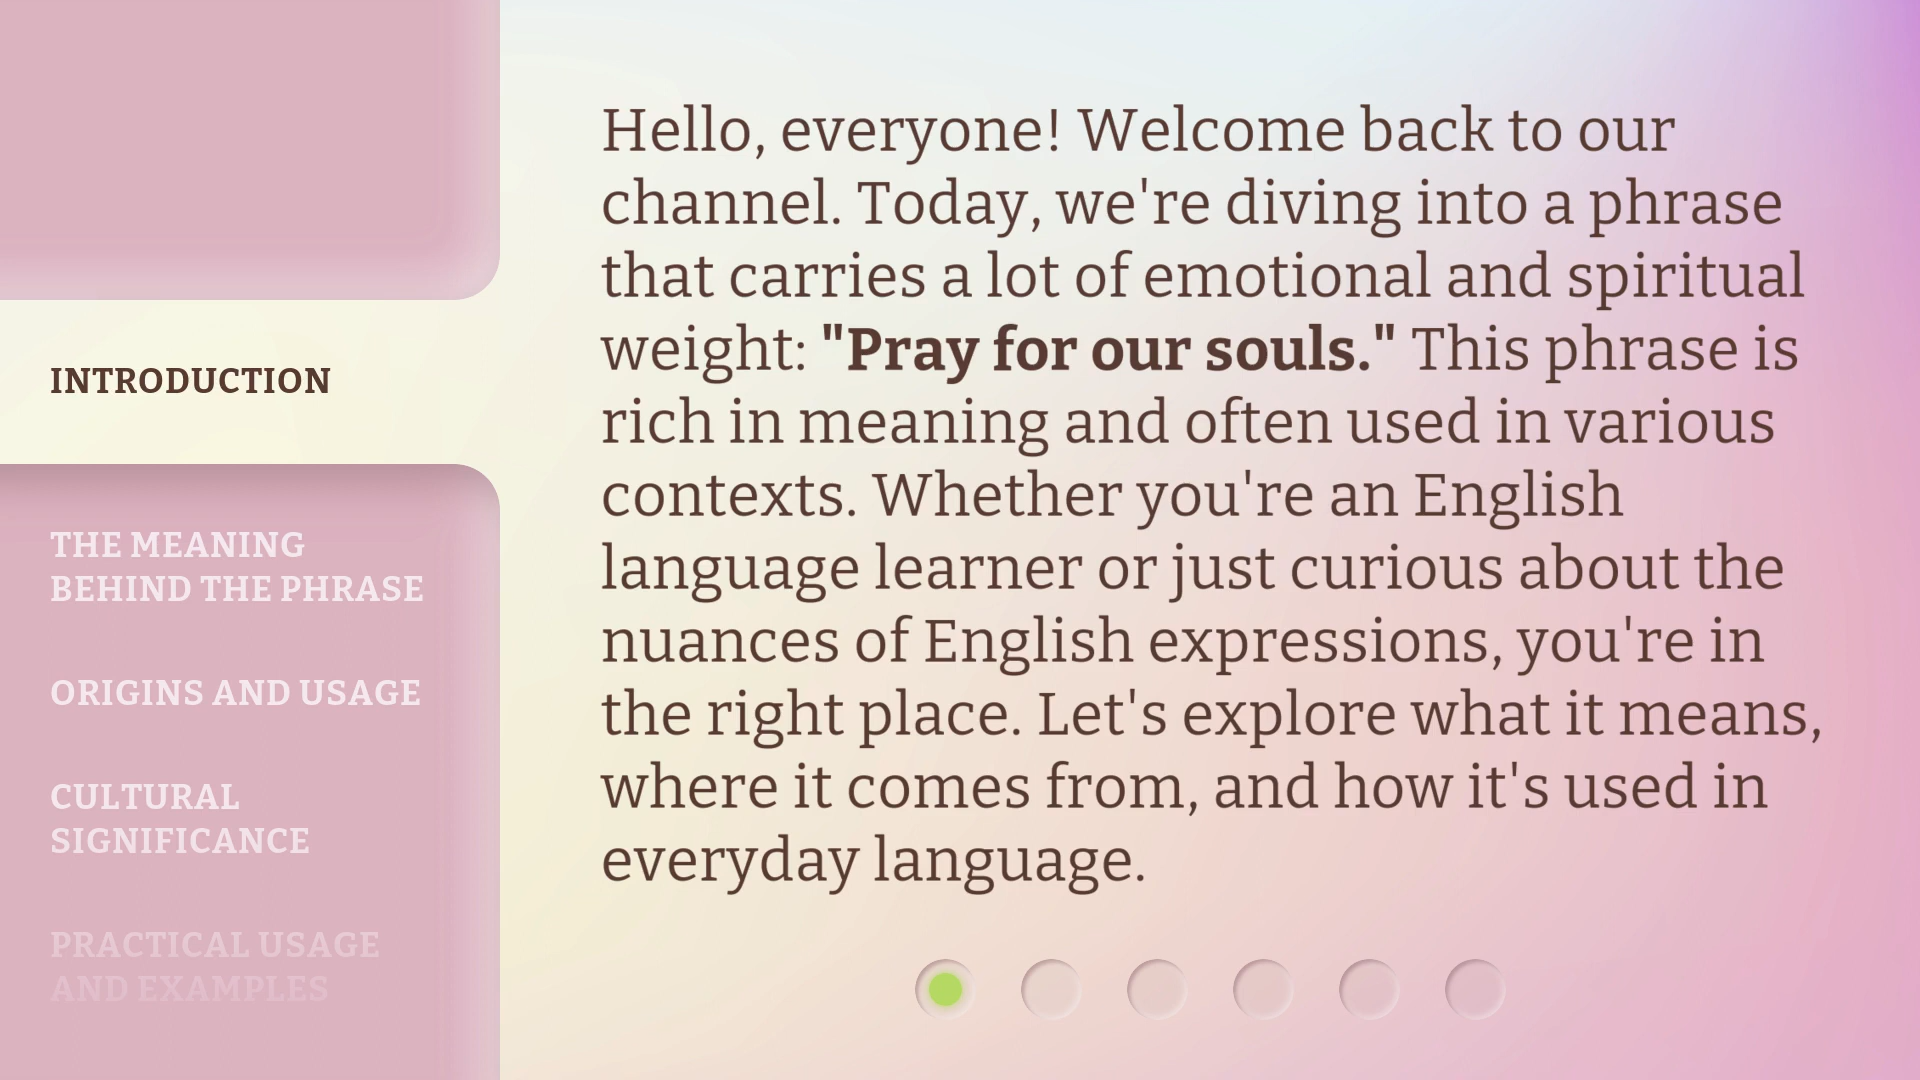 INTRODUCTION
THE MEANING
BEHIND THE PHRASE
ORIGINS AND USAGE
CULTURAL
SIGNIFICANCE
PRACTICAL USAGE
AND EXAMPLES
Hello, everyone! Welcome back to our
channel. Today, we're diving into a phrase
that carries a lot of emotional and spiritual
weight: "Pray for our souls." This phrase is
rich in meaning and often used in various
contexts. Whether you're an English
language learner or just curious about the
nuances of English expressions, you're in
the right place. Let's explore what it means,
where it comes from, and how it's used in
everyday language.